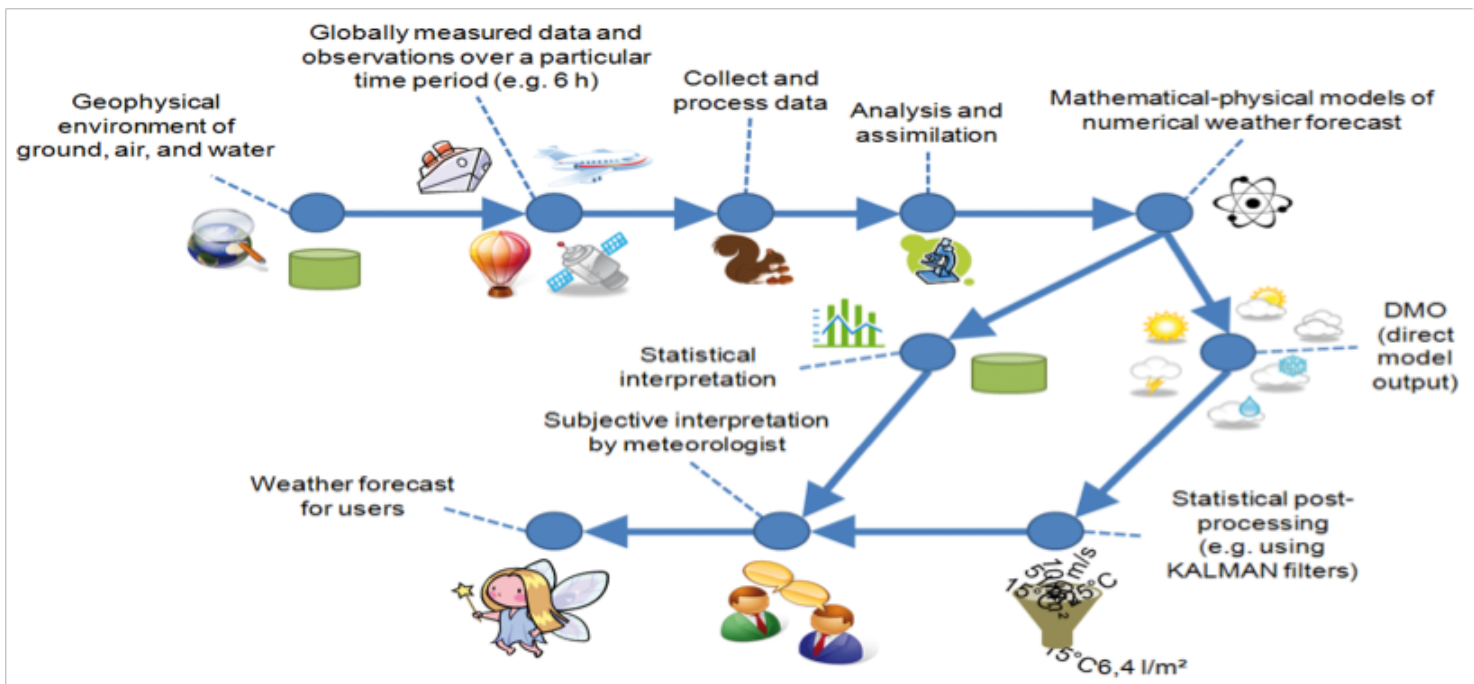 Globally measured data and
observations over a particular
time period (e.g. 6 h)
Geophysical
environment of
ground, air, and water
Collect and
process data
Analysis and
assimilation
Mathematical-physical models of
numerical weather forecast
DMO
(direct
model
output)
Statistical
interpretation
Subjective interpretation
by meteorologist
Weather forecast
for users
Statistical post-
processing
(e.g. using
KALMAN filters)
m/s
15°
5°C
15°C
6,4 l/m²